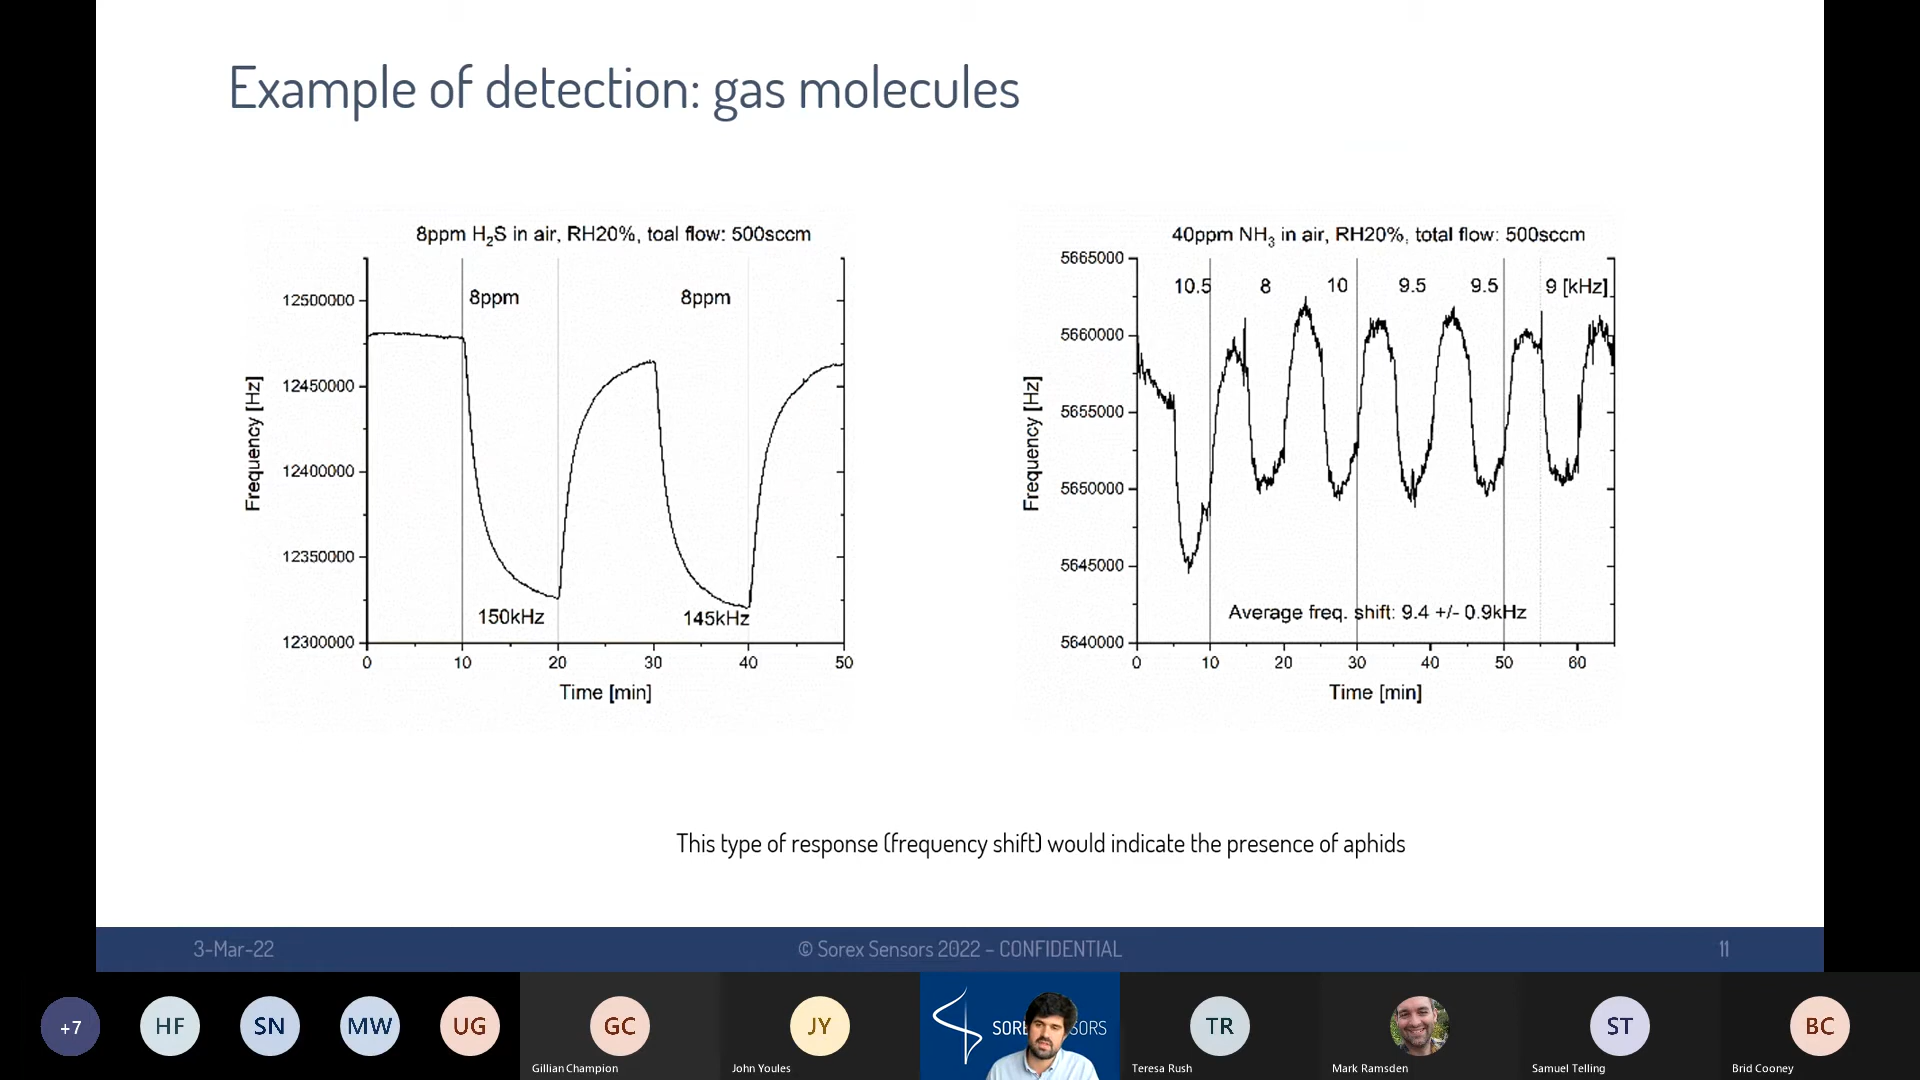 Example of detection: gas molecules
8ppm H₂S in air, RH20%, toal flow: 500sccm
8ppm 8ppm
12500000
12450000
12400000
12350000
12300000
Frequency [Hz]
150kHz 145kHz
0 10 20 30 40 50
Time [min]
40ppm NH₃ in air, RH20%, total flow: 500sccm
10.5 8 10 9.5 9.5 9 [kHz]
5665000
5660000
5655000
5650000
5645000
5640000
Frequency [Hz]
Average freq. shift: 9.4 +/- 0.9kHz
0 10 20 30 40 50 60
Time [min]
This type of response (frequency shift) would indicate the presence of aphids
3-Mar-22 © Sorex Sensors 2022 – CONFIDENTIAL 11
+7 HF SN MW UG GC JY TR ST BC
Gillian Champion John Youles Teresa Rush Mark Ramsden Samuel Telling Brid Cooney